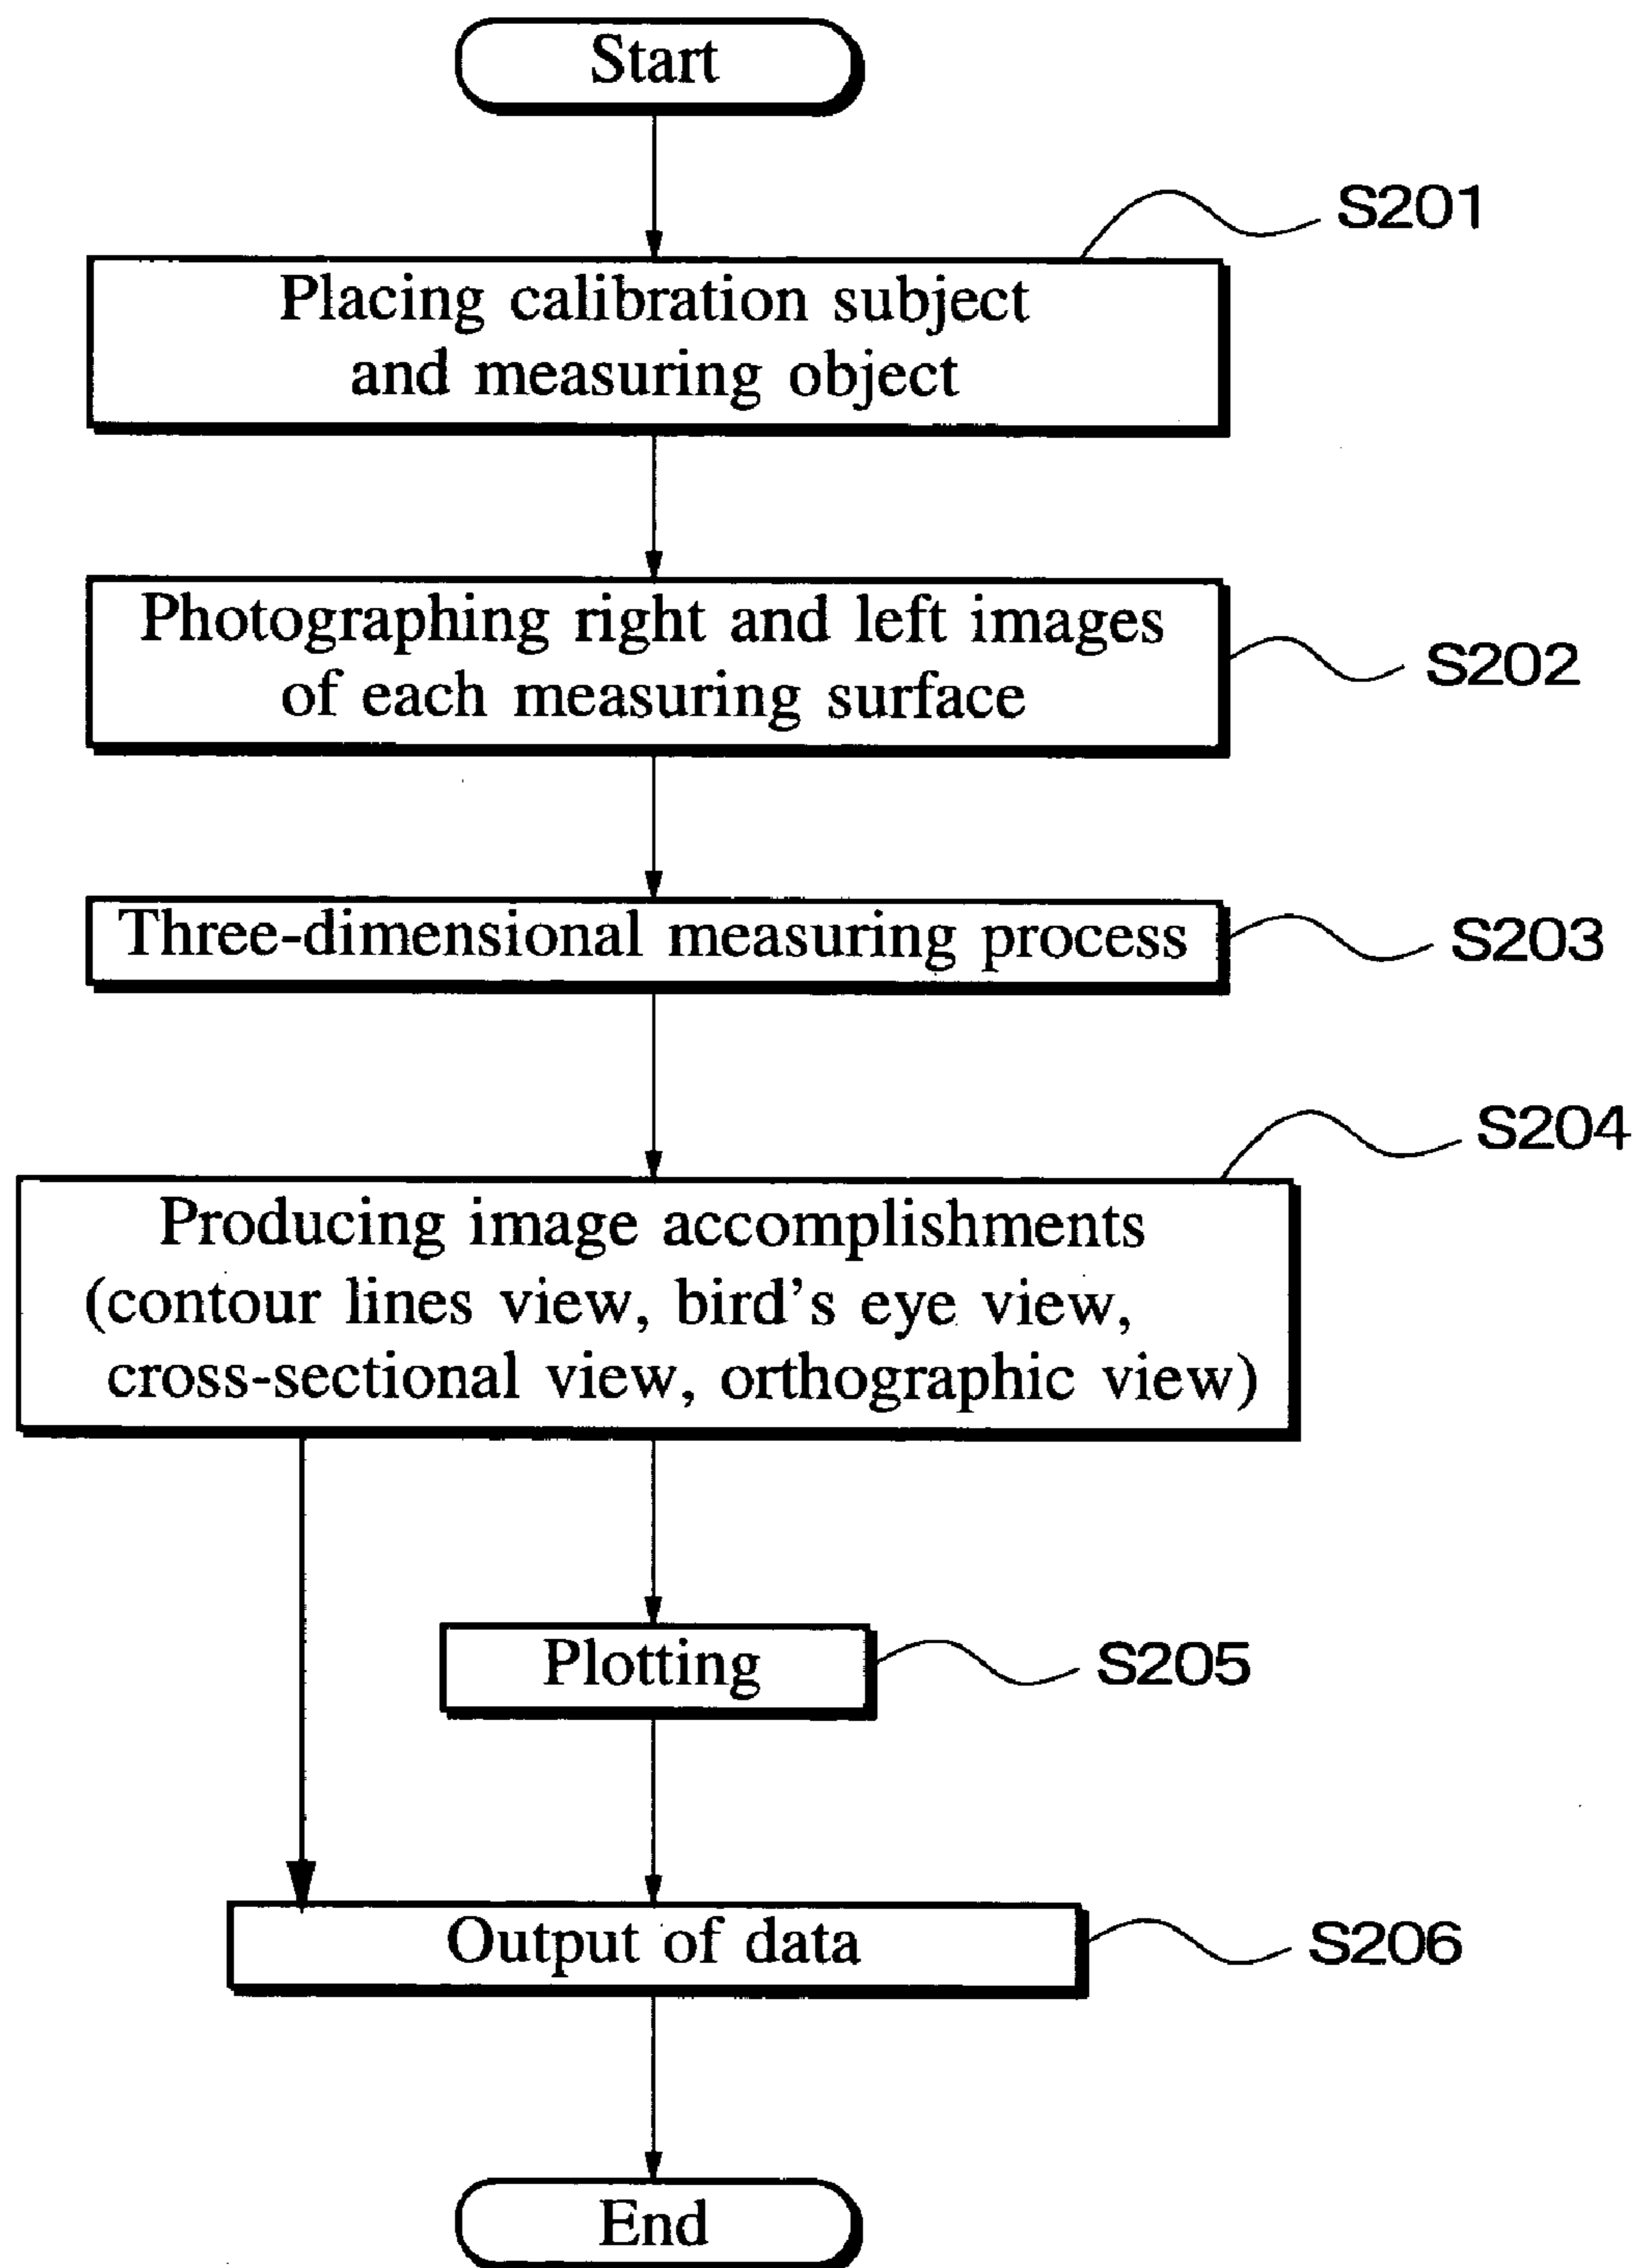 Start
S201
Placing calibration subject
and measuring object
Photographing right and left images
of each measuring surface
S202
Three-dimensional measuring process
S203
S204
Producing image accomplishments
(contour lines view, bird's eye view,
cross-sectional view, orthographic view)
Plotting
S205
Output of data
S206
End